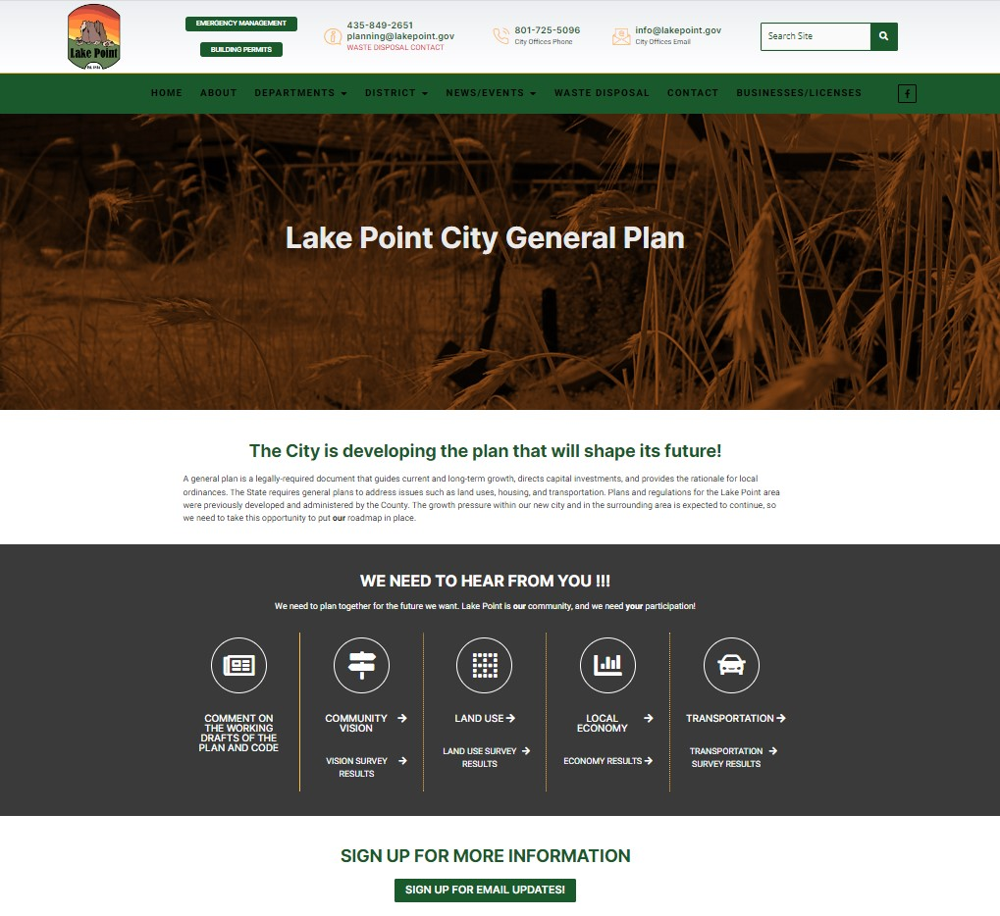 EMERGENCY MANAGEMENT
BUILDING PERMITS
435-849-2651
planning@lakepoint.gov
WASTE DISPOSAL CONTACT
801-725-5096
City Offices Phone
info@lakepoint.gov
City Offices Email
Search Site
Lake Point
HOME ABOUT DEPARTMENTS DISTRICT NEWS/EVENTS WASTE DISPOSAL CONTACT BUSINESSES/LICENSES
Lake Point City General Plan
The City is developing the plan that will shape its future!
A general plan is a legally-required document that guides current and long-term growth, directs capital investments, and provides the rationale for local
ordinances. The State requires general plans to address issues such as land uses, housing, and transportation. Plans and regulations for the Lake Point area
were previously developed and administered by the County. The growth pressure within our new city and in the surrounding area is expected to continue, so
we need to take this opportunity to put our roadmap in place.
WE NEED TO HEAR FROM YOU !!!
We need to plan together for the future we want. Lake Point is our community, and we need your participation!
COMMENT ON
THE WORKING
DRAFTS OF THE
PLAN AND CODE
COMMUNITY
VISION
VISION SURVEY
RESULTS
LAND USE
LAND USE SURVEY
RESULTS
LOCAL
ECONOMY
ECONOMY RESULTS
TRANSPORTATION
TRANSPORTATION
SURVEY RESULTS
SIGN UP FOR MORE INFORMATION
SIGN UP FOR EMAIL UPDATES!